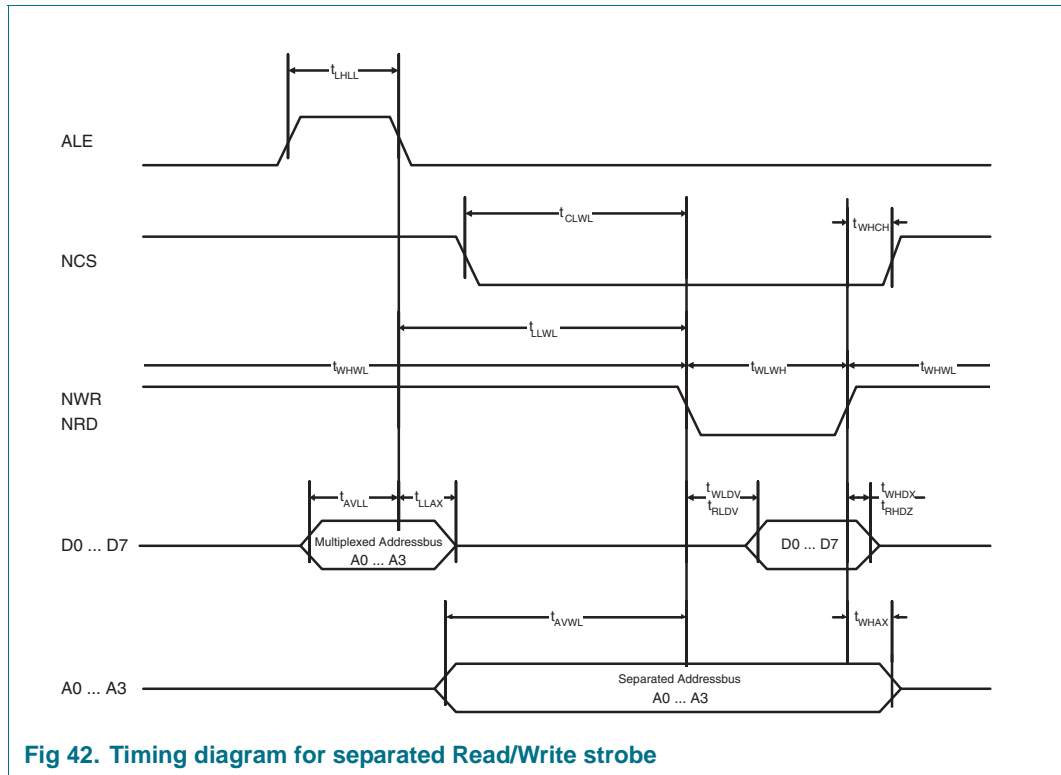 tLHLL
ALE
tCLWL
tWHCH
NCS
tLLWL
tWHWL
tWLWH
tWHWL
NWR
NRD
tAVLL
tLLAX
tWLDV
tRLDV
tWHDX
tRHDZ
D0 ... D7
Multiplexed Addressbus
A0 ... A3
D0 ... D7
tAVWL
tWHAX
A0 ... A3
Separated Addressbus
A0 ... A3
Fig 42. Timing diagram for separated Read/Write strobe